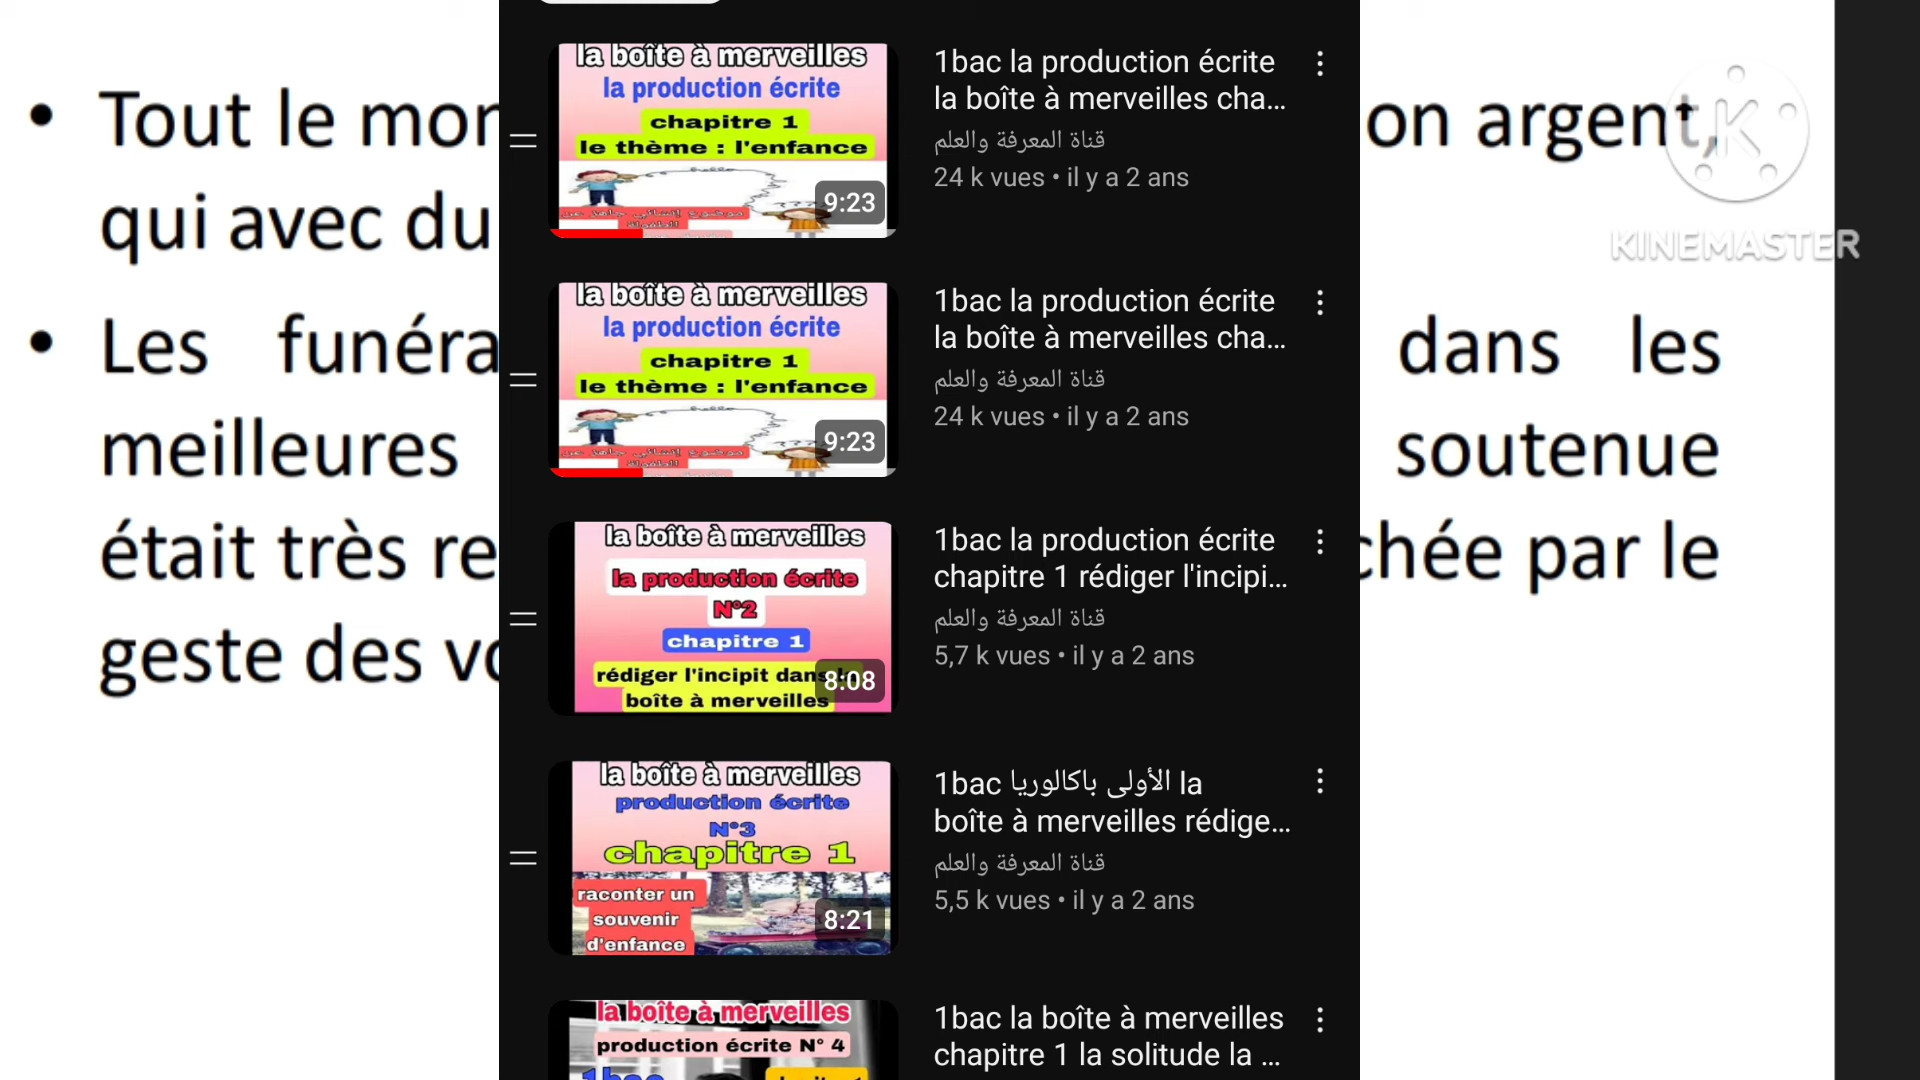 • Tout le
on argent,
qui avec du
• Les
dans les
meilleures
soutenue
était très
par le
geste des
KINEMASTER
la boîte à merveilles
la production écrite
chapitre 1
le thème : l'enfance
9:23
1bac la production écrite
la boîte à merveilles cha...
قناة المعرفة والعلم
24 k vues • il y a 2 ans
la boîte à merveilles
la production écrite
chapitre 1
le thème : l'enfance
9:23
1bac la production écrite
la boîte à merveilles cha...
قناة المعرفة والعلم
24 k vues • il y a 2 ans
la boîte à merveilles
la production écrite
N°2
chapitre 1
rédiger l'incipit dans
boîte à merveilles
8:08
1bac la production écrite
chapitre 1 rédiger l'incipi...
قناة المعرفة والعلم
5,7 k vues • il y a 2 ans
la boîte à merveilles
production écrite
N°3
chapitre 1
raconter un
souvenir
d'enfance
8:21
1bac الأولى باكالوريا la
boîte à merveilles rédige...
قناة المعرفة والعلم
5,5 k vues • il y a 2 ans
la boîte à merveilles
production écrite N° 4
1bac la boîte à merveilles
chapitre 1 la solitude la ...